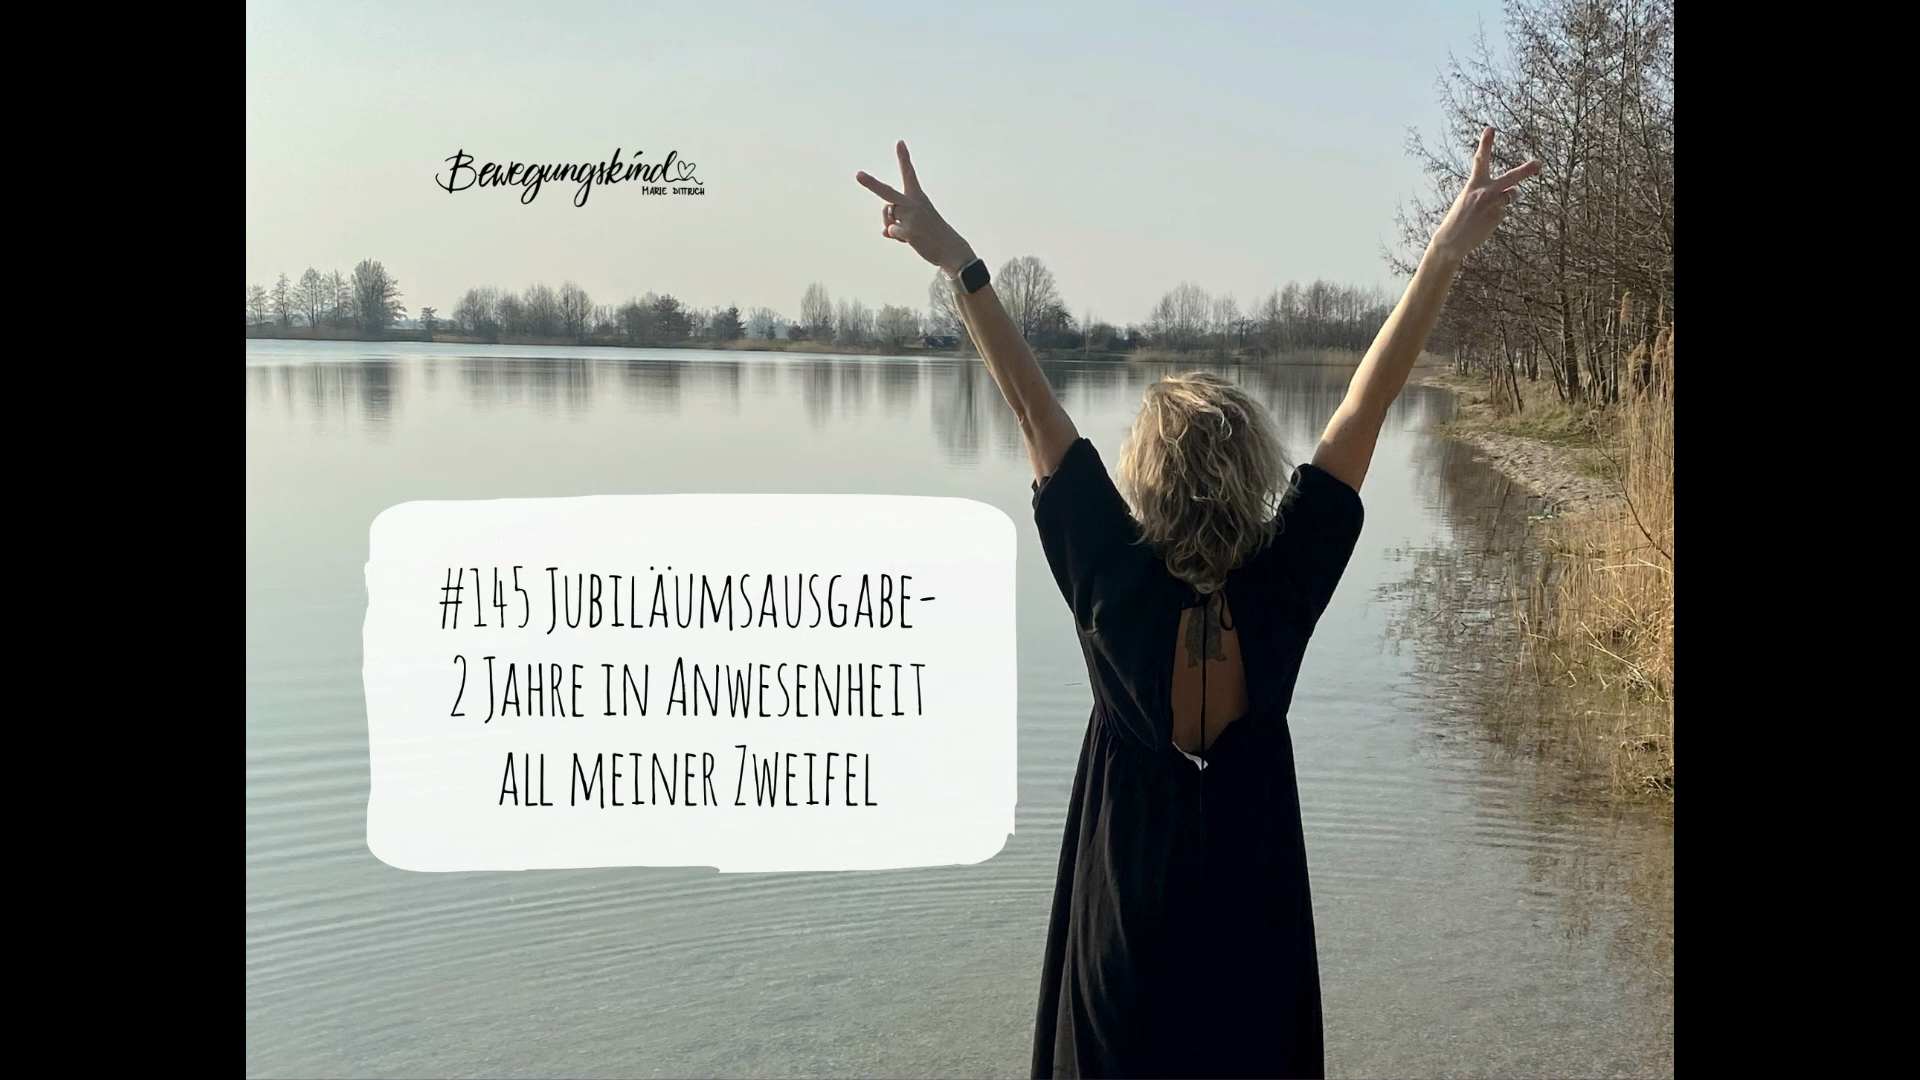 Bewegungskind
MARIE DITTRICH
#145 JUBILÄUMSAUSGABE-
2 JAHRE IN ANWESENHEIT
ALL MEINER ZWEIFEL